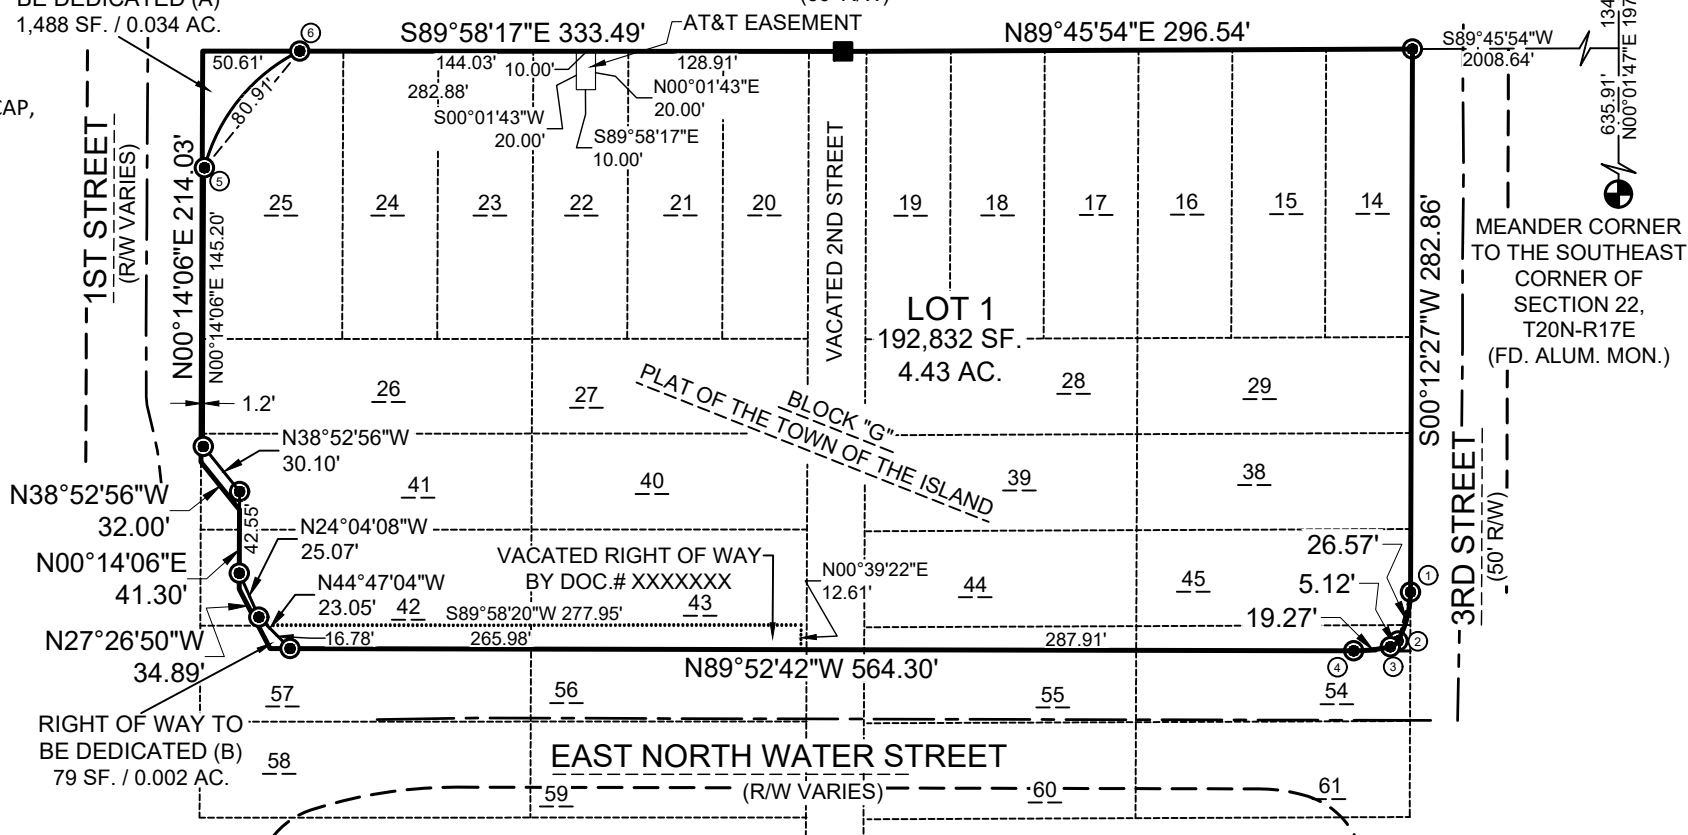 BE DEDICATED (A)
1,488 SF. / 0.034 AC.
CAP,
S89°58'17"E 333.49'
AT&T EASEMENT
N89°45'54"E 296.54'
S89°45'54"W
2008.64'
635.91'
N00°01'47"E 197
134
6
50.61'
80.91'
144.03'
10.00'
128.91'
282.88'
S00°01'43"W
20.00'
N00°01'43"E
20.00'
S89°58'17"E
10.00'
1ST STREET
(R/W VARIES)
N00°14'06"E 214.03'
N00°14'06"E 145.20'
5
25
24
23
22
21
20
VACATED 2ND STREET
19
18
17
16
15
14
S00°12'27"W 282.86'
MEANDER CORNER
TO THE SOUTHEAST
CORNER OF
SECTION 22,
T20N-R17E
(FD. ALUM. MON.)
LOT 1
192,832 SF.
4.43 AC.
26
27
28
29
1.2'
PLAT OF THE TOWN OF THE ISLAND
BLOCK "G"
N38°52'56"W
30.10'
41
40
39
38
N38°52'56"W
32.00'
42.55'
N24°04'08"W
25.07'
N00°14'06"E
41.30'
N44°47'04"W
23.05'
VACATED RIGHT OF WAY
BY DOC.# XXXXXXX
N00°39'22"E
12.61'
42
43
44
45
S89°58'20"W 277.95'
26.57'
5.12'
19.27'
1
2
3
4
3RD STREET
(50' R/W)
N27°26'50"W
34.89'
16.78'
265.98'
287.91'
N89°52'42"W 564.30'
57
56
55
54
RIGHT OF WAY TO
BE DEDICATED (B)
79 SF. / 0.002 AC.
EAST NORTH WATER STREET
(R/W VARIES)
58
59
60
61